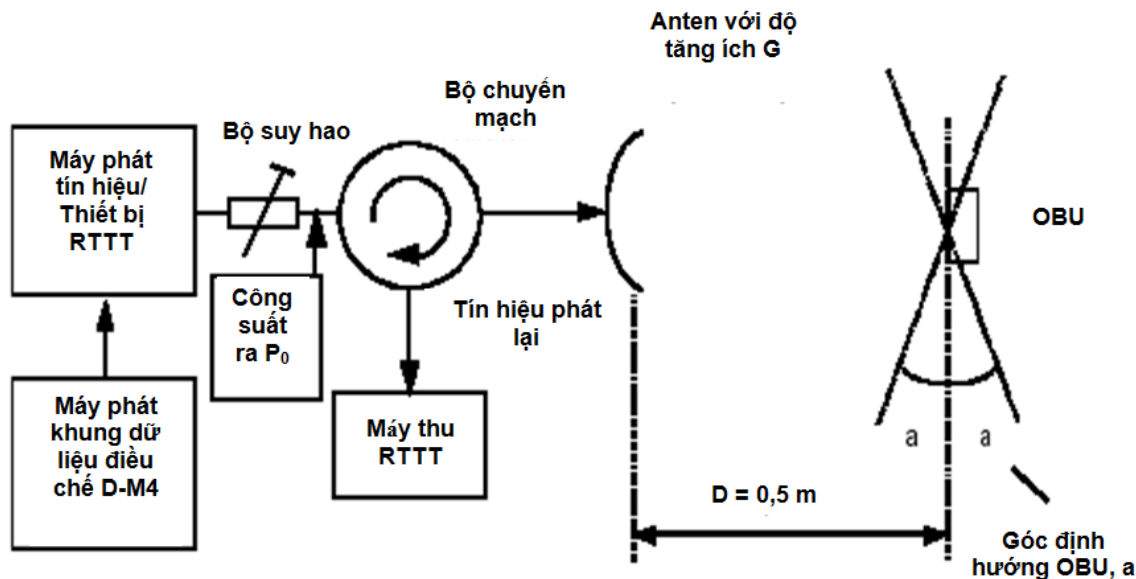 Anten với độ
tăng ích G
Bộ chuyến
mạch
Bộ suy hao
Máy phát
tín hiệu/
Thiết bị
RTTT
OBU
Công
suất
ra P₀
Tín hiệu phát
lại
Máy phát
khung dữ
liệu điều
chế D-M4
Máy thu
RTTT
a a
D = 0,5 m
Góc định
hướng OBU, a